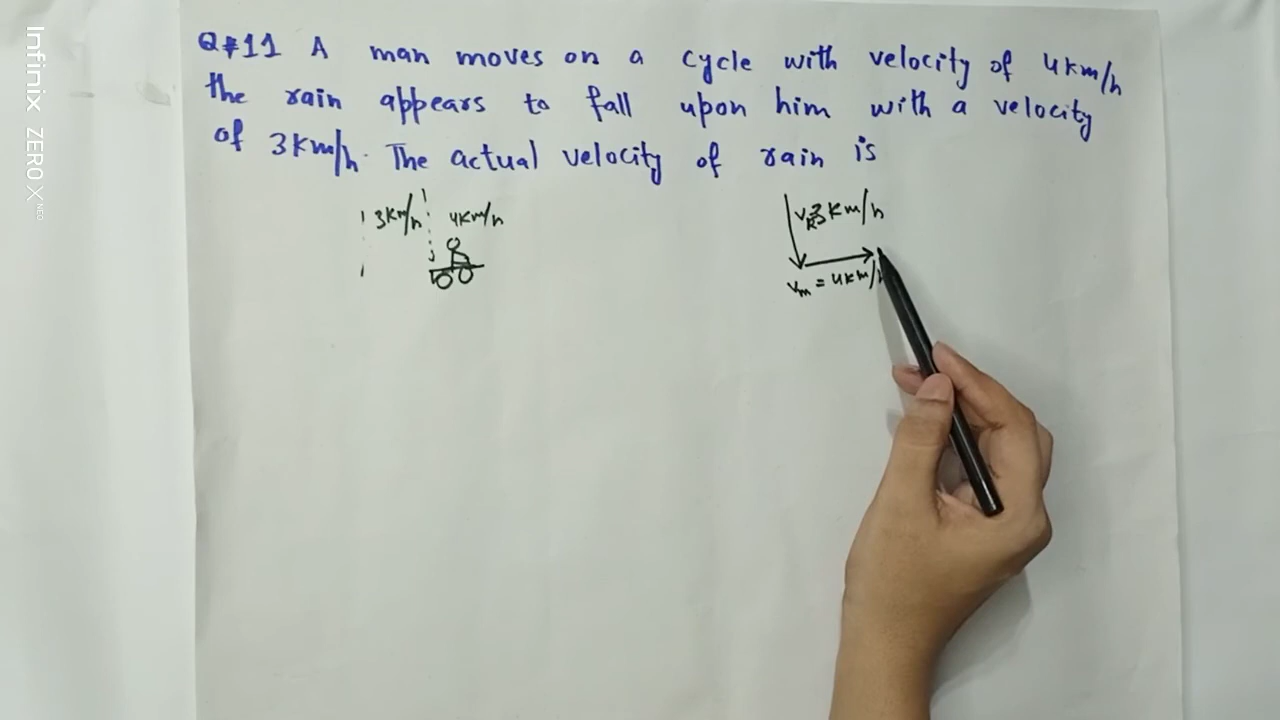 Q#11 A man moves on a cycle with velocity of 4km/h
the rain appears to fall upon him with a velocity
of 3km/h. The actual velocity of rain is
3km/h 4km/h
3km/h
Vm = 4km/h
Infinix ZERO X NEO